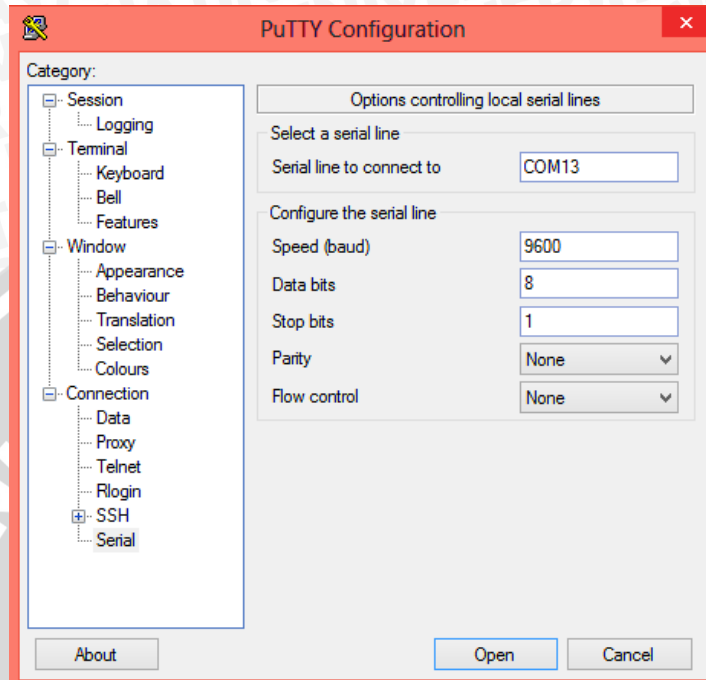 PuTTY Configuration
Category:
Session
Logging
Terminal
Keyboard
Bell
Features
Window
Appearance
Behaviour
Translation
Selection
Colours
Connection
Data
Proxy
Telnet
Rlogin
SSH
Serial
Options controlling local serial lines
Select a serial line
Serial line to connect to COM13
Configure the serial line
Speed (baud) 9600
Data bits 8
Stop bits 1
Parity None
Flow control None
About Open Cancel